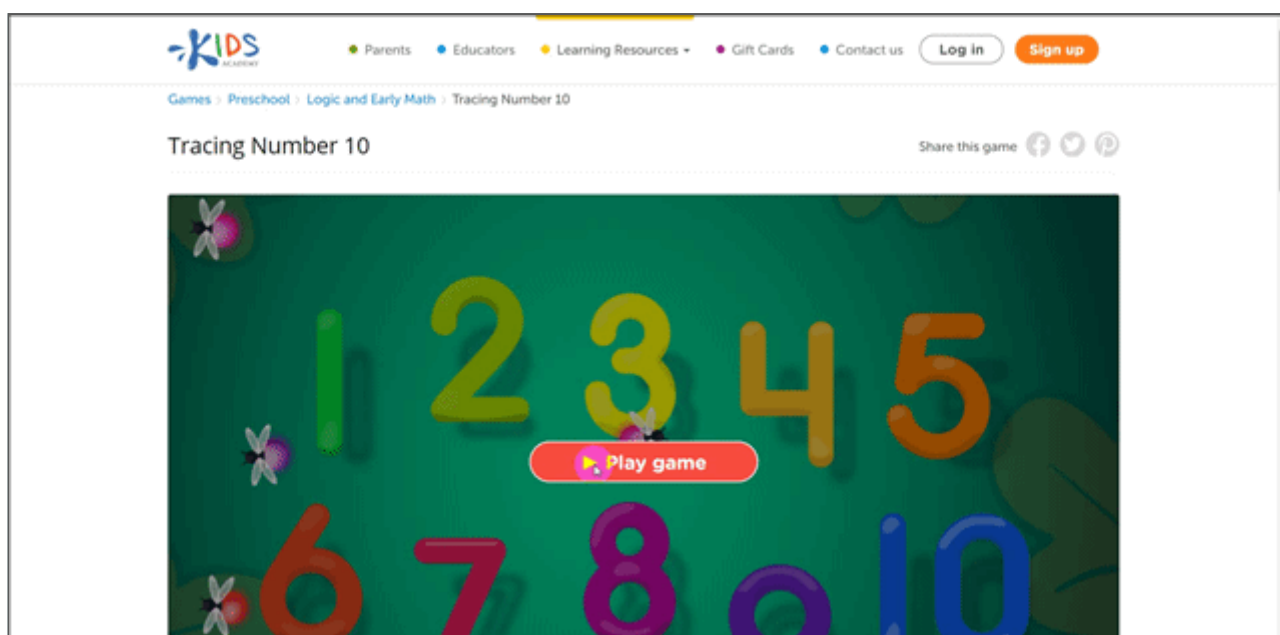 KIDS
ACADEMY
Parents Educators Learning Resources Gift Cards Contact us Log in Sign up
Games › Preschool › Logic and Early Math › Tracing Number 10
Tracing Number 10
Share this game
1 2 3 4 5
Play game
6 7 8 9 10